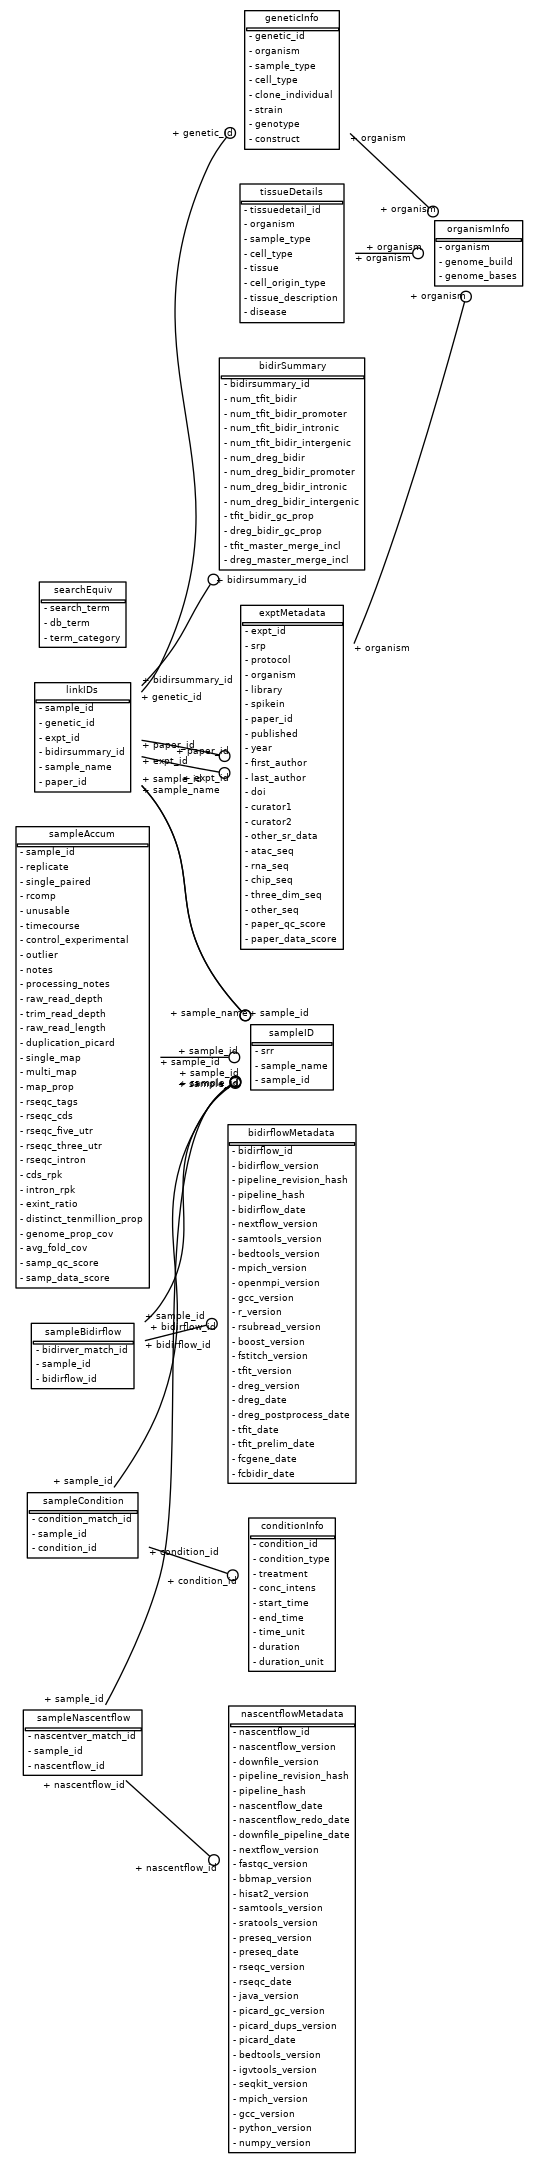 geneticInfo
- genetic_id
- organism
- sample_type
- cell_type
- clone_individual
- strain
- genotype
- construct
+ genetic_id
+ organism
+ organism
tissueDetails
- tissuedetail_id
- organism
- sample_type
- cell_type
- tissue
- cell_origin_type
- tissue_description
- disease
+ organism
+ organism
organismInfo
- organism
- genome_build
- genome_bases
+ organism
bidirSummary
- bidirsummary_id
- num_tfit_bidir
- num_tfit_bidir_promoter
- num_tfit_bidir_intronic
- num_tfit_bidir_intergenic
- num_dreg_bidir
- num_dreg_bidir_promoter
- num_dreg_bidir_intronic
- num_dreg_bidir_intergenic
- tfit_bidir_gc_prop
- dreg_bidir_gc_prop
- tfit_master_merge_incl
- dreg_master_merge_incl
+ bidirsummary_id
searchEquiv
- search_term
- db_term
- term_category
exptMetadata
- expt_id
- srp
- protocol
- organism
- library
- spikein
- paper_id
- published
- year
- first_author
- last_author
- doi
- curator1
- curator2
- other_sr_data
- atac_seq
- rna_seq
- chip_seq
- three_dim_seq
- other_seq
- paper_qc_score
- paper_data_score
+ organism
linkIDs
- sample_id
- genetic_id
- expt_id
- bidirsummary_id
- sample_name
- paper_id
+ bidirsummary_id
+ genetic_id
+ paper_id
+ paper_id
+ expt_id
+ expt_id
+ sample_id
+ sample_name
sampleAccum
- sample_id
- replicate
- single_paired
- rcomp
- unusable
- timecourse
- control_experimental
- outlier
- notes
- processing_notes
- raw_read_depth
- trim_read_depth
- raw_read_length
- duplication_picard
- single_map
- multi_map
- map_prop
- rseqc_tags
- rseqc_cds
- rseqc_five_utr
- rseqc_three_utr
- rseqc_intron
- cds_rpk
- intron_rpk
- exint_ratio
- distinct_tenmillion_prop
- genome_prop_cov
- avg_fold_cov
- samp_qc_score
- samp_data_score
+ sample_name
+ sample_id
sampleID
- srr
- sample_name
- sample_id
+ sample_id
+ sample_id
+ sample_id
+ sample_id
bidirflowMetadata
- bidirflow_id
- bidirflow_version
- pipeline_revision_hash
- pipeline_hash
- bidirflow_date
- nextflow_version
- samtools_version
- bedtools_version
- mpich_version
- openmpi_version
- gcc_version
- r_version
- rsubread_version
- boost_version
- fstitch_version
- tfit_version
- dreg_version
- dreg_date
- dreg_postprocess_date
- tfit_date
- tfit_prelim_date
- fcgene_date
- fcbidir_date
+ sample_id
+ bidirflow_id
+ bidirflow_id
sampleBidirflow
- bidirver_match_id
- sample_id
- bidirflow_id
+ sample_id
sampleCondition
- condition_match_id
- sample_id
- condition_id
+ condition_id
+ condition_id
conditionInfo
- condition_id
- condition_type
- treatment
- conc_intens
- start_time
- end_time
- time_unit
- duration
- duration_unit
+ sample_id
sampleNascentflow
- nascentver_match_id
- sample_id
- nascentflow_id
+ nascentflow_id
+ nascentflow_id
nascentflowMetadata
- nascentflow_id
- nascentflow_version
- downfile_version
- pipeline_revision_hash
- pipeline_hash
- nascentflow_date
- nascentflow_redo_date
- downfile_pipeline_date
- nextflow_version
- fastqc_version
- bbmap_version
- hisat2_version
- samtools_version
- sratools_version
- preseq_version
- preseq_date
- rseqc_version
- rseqc_date
- java_version
- picard_gc_version
- picard_dups_version
- picard_date
- bedtools_version
- igvtools_version
- seqkit_version
- mpich_version
- gcc_version
- python_version
- numpy_version